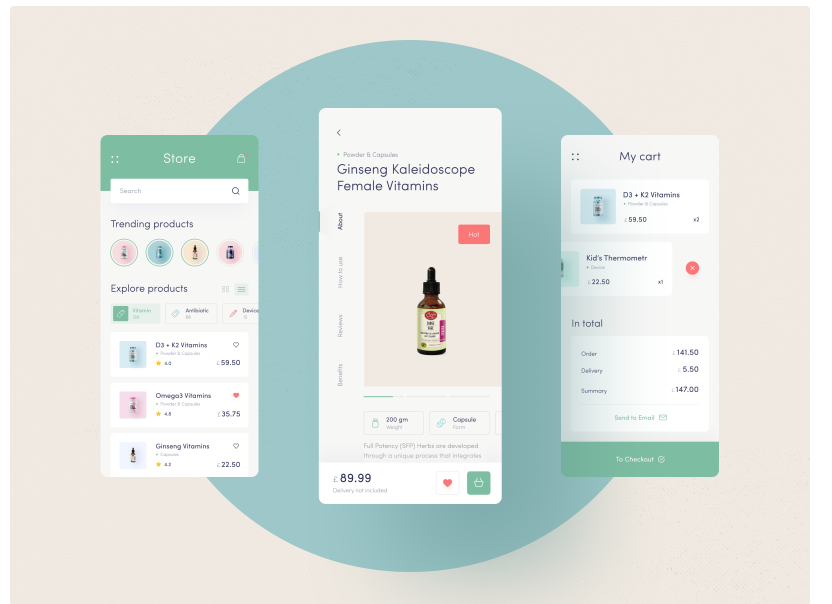 Store
Search
Trending products
Explore products
Vitamin
Antibiotic
Device
D3 + K2 Vitamins
Powder & Capsules
4.0
£ 59.50
Omega3 Vitamins
Powder & Capsules
4.8
£ 35.75
Ginseng Vitamins
Capsules
4.2
£ 22.50
Powder & Capsules
Ginseng Kaleidoscope
Female Vitamins
About
How to use
Reviews
Benefits
Hot
200 gm
Weight
Capsule
Form
Full Potency (SFP) Herbs are developed
through a unique process that integrates
£ 89.99
Delivery not included
My cart
D3 + K2 Vitamins
Powder & Capsules
£ 59.50
x2
Kid's Thermometr
Device
£ 22.50
x1
In total
Order
£ 141.50
Delivery
£ 5.50
Summary
£ 147.00
Send to Email
To Checkout